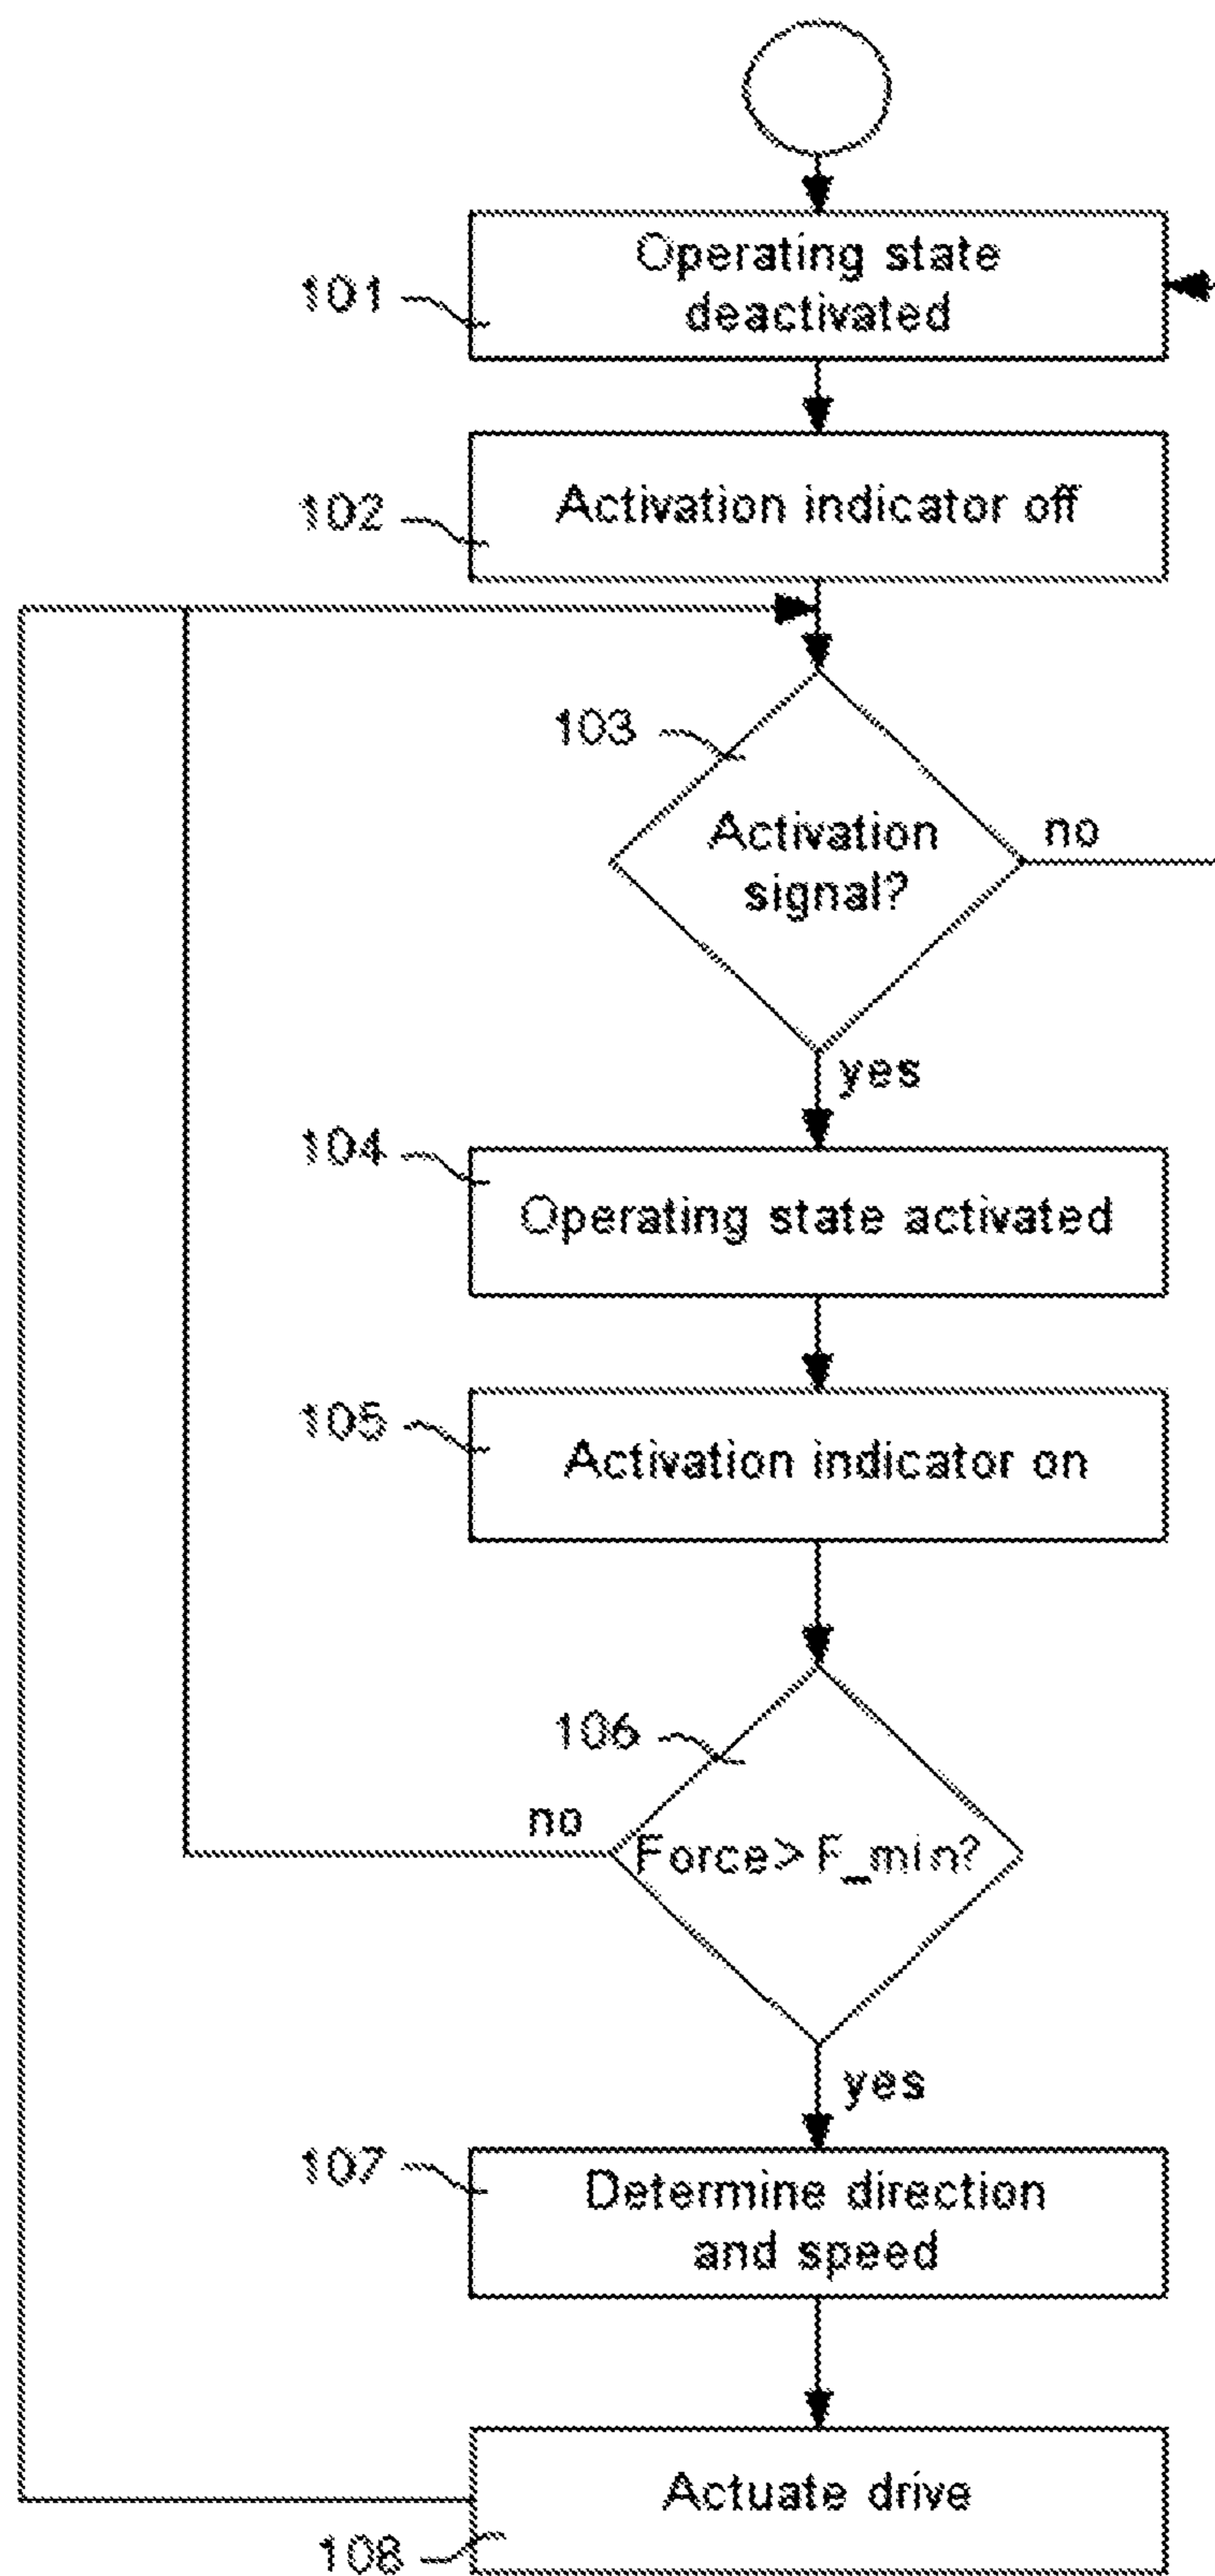 Operating state
deactivated
101
Activation indicator off
102
103
Activation
signal?
no
yes
104
Operating state activated
105
Activation indicator on
106
no
Force>F_min?
yes
107
Determine direction
and speed
Actuate drive
108